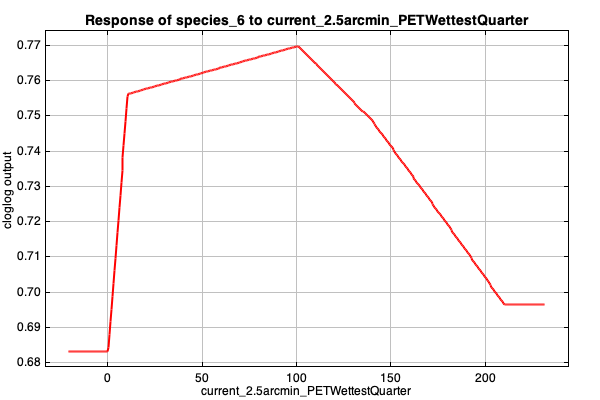 Response of species_6 to current_2.5arcmin_PETWettestQuarter
0.77
0.76
0.75
0.74
0.73
0.72
0.71
0.70
0.69
0.68
cloglog output
0 50 100 150 200
current_2.5arcmin_PETWettestQuarter